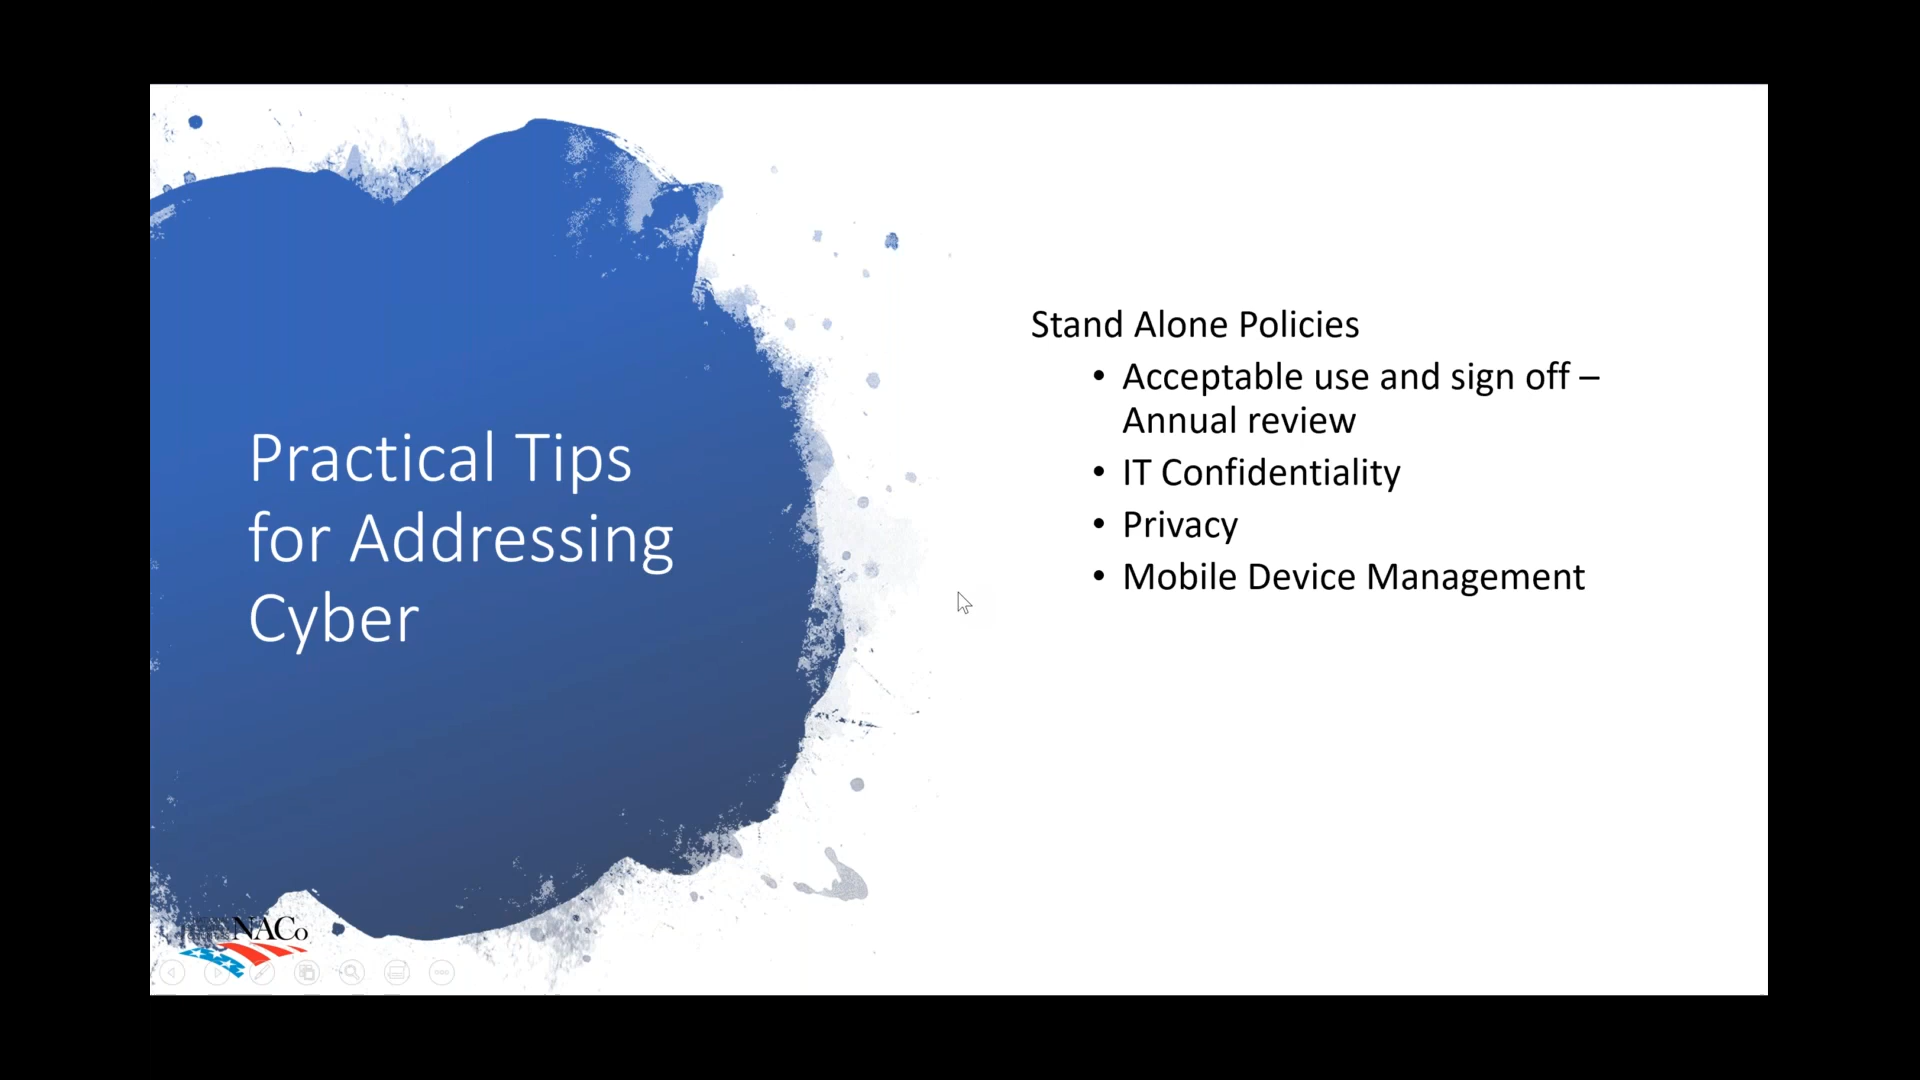 Practical Tips
for Addressing
Cyber
Stand Alone Policies
• Acceptable use and sign off –
Annual review
• IT Confidentiality
• Privacy
• Mobile Device Management
NACo